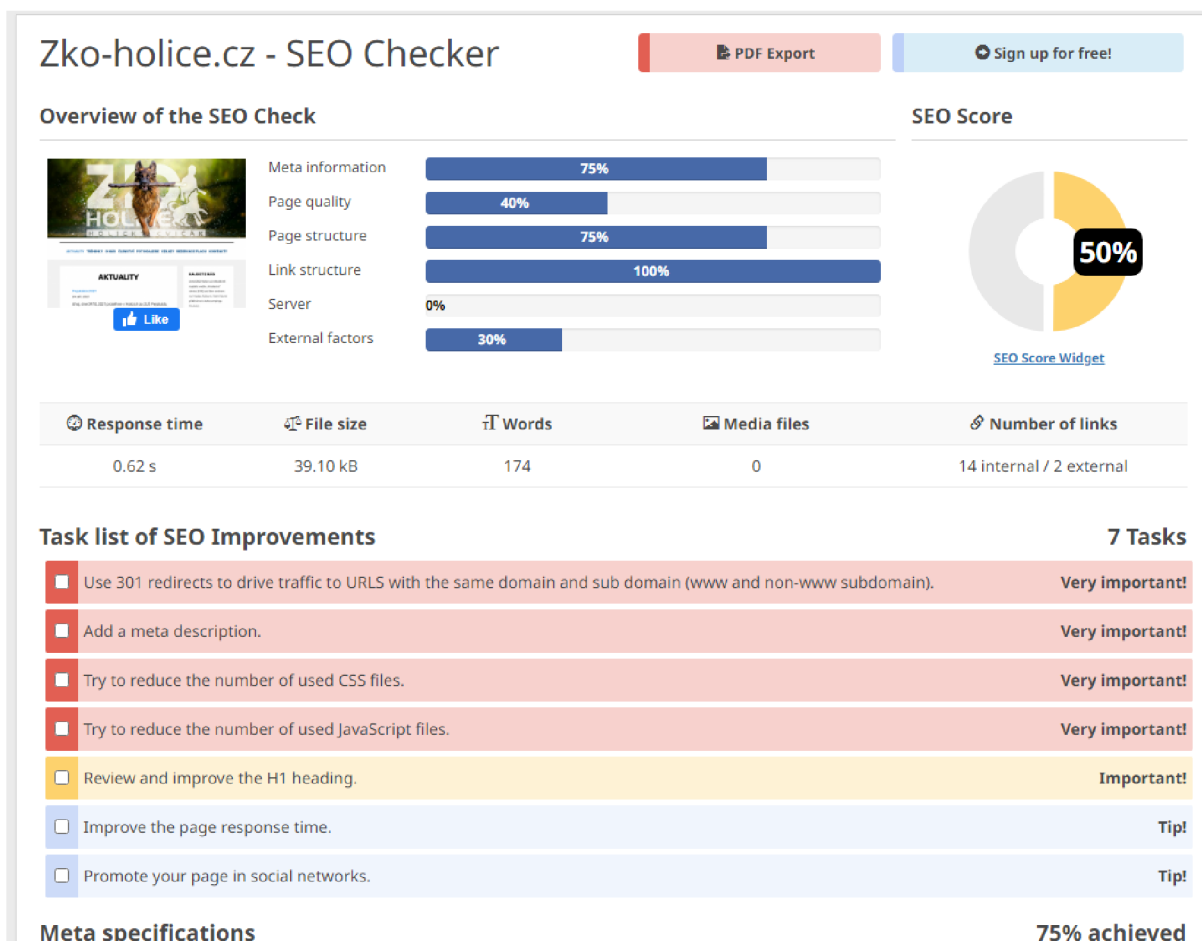 Zko-holice.cz - SEO Checker
PDF Export
Sign up for free!
Overview of the SEO Check
SEO Score
HOLICE
AKTUALITY
Like
Meta information
75%
Page quality
40%
Page structure
75%
Link structure
100%
Server
0%
External factors
30%
50%
SEO Score Widget
Response time
File size
Words
Media files
Number of links
0.62 s
39.10 kB
174
0
14 internal / 2 external
Task list of SEO Improvements
7 Tasks
Use 301 redirects to drive traffic to URLS with the same domain and sub domain (www and non-www subdomain).
Very important!
Add a meta description.
Very important!
Try to reduce the number of used CSS files.
Very important!
Try to reduce the number of used JavaScript files.
Very important!
Review and improve the H1 heading.
Important!
Improve the page response time.
Tip!
Promote your page in social networks.
Tip!
Meta specifications
75% achieved